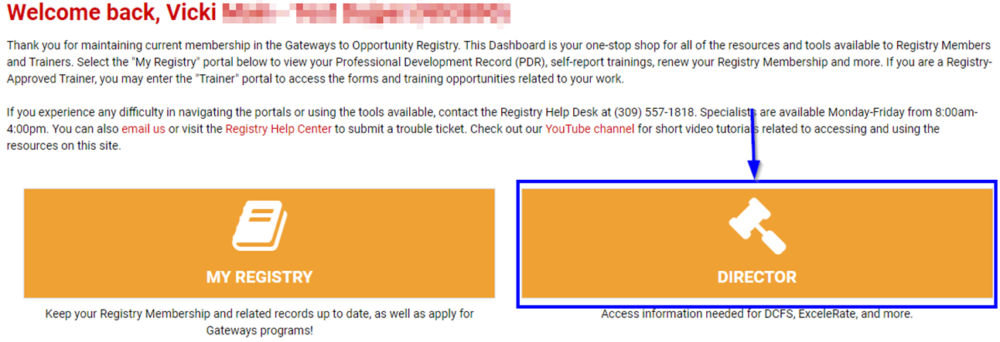 Welcome back, Vicki
Thank you for maintaining current membership in the Gateways to Opportunity Registry. This Dashboard is your one-stop shop for all of the resources and tools available to Registry Members
and Trainers. Select the "My Registry" portal below to view your Professional Development Record (PDR), self-report trainings, renew your Registry Membership and more. If you are a Registry-
Approved Trainer, you may enter the "Trainer" portal to access the forms and training opportunities related to your work.
If you experience any difficulty in navigating the portals or using the tools available, contact the Registry Help Desk at (309) 557-1818. Specialists are available Monday-Friday from 8:00am-
4:00pm. You can also email us or visit the Registry Help Center to submit a trouble ticket. Check out our YouTube channel for short video tutorials related to accessing and using the
resources on this site.
MY REGISTRY
DIRECTOR
Keep your Registry Membership and related records up to date, as well as apply for
Gateways programs!
Access information needed for DCFS, ExceleRate, and more.